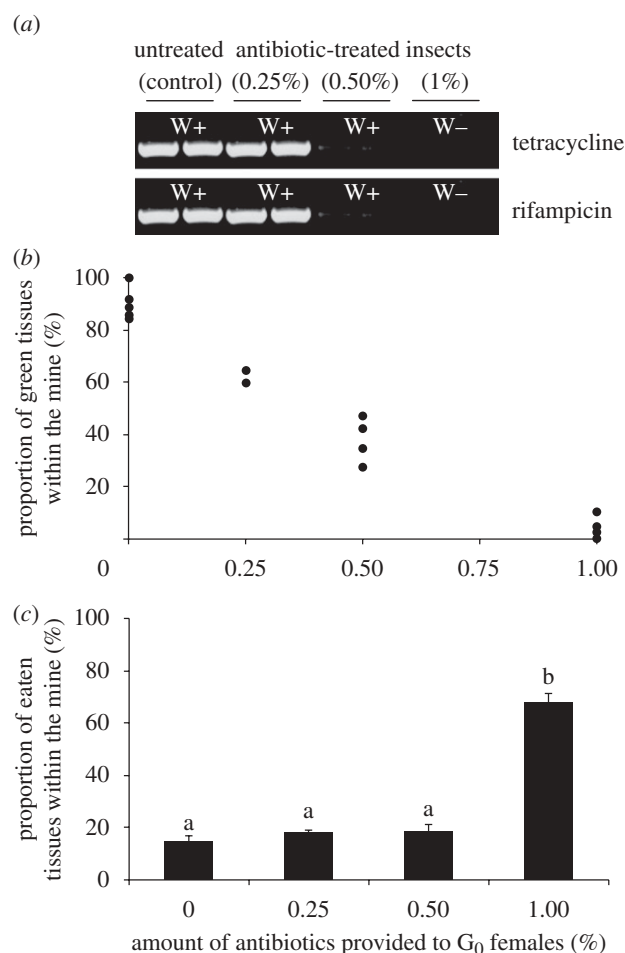 (a)
untreated antibiotic-treated insects
(control) (0.25%) (0.50%) (1%)
W+ W+ W+ W– tetracycline
W+ W+ W+ W– rifampicin
(b)
proportion of green tissues
within the mine (%)
100
80
60
40
20
0 0.25 0.50 0.75 1.00
(c)
proportion of eaten
tissues within the mine (%)
100
80
60
40
20
0
a a a b
0 0.25 0.50 1.00
amount of antibiotics provided to G0 females (%)